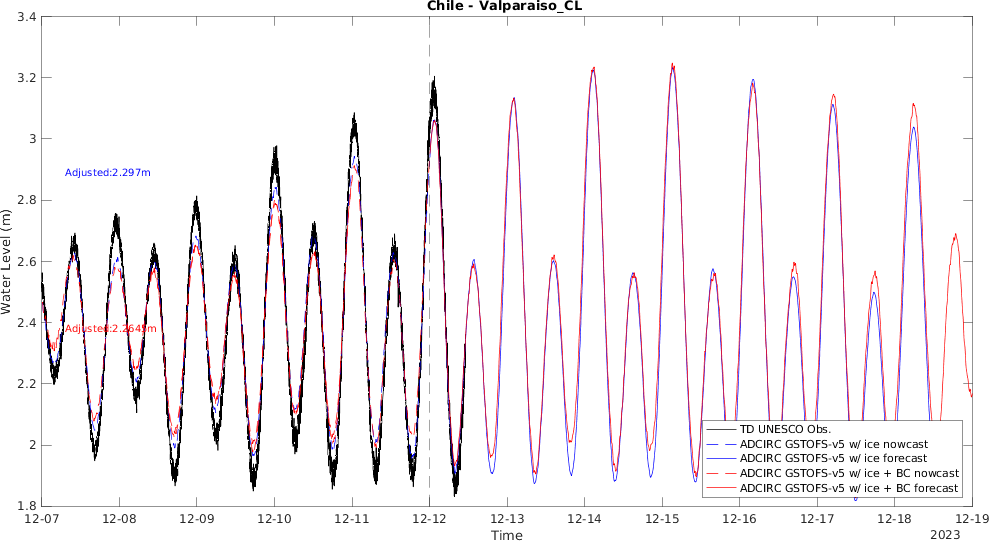 Chile - Valparaiso_CL
3.4
3.2
3
2.8
2.6
2.4
2.2
2
1.8
Water Level (m)
Adjusted:2.297m
Adjusted:2.2649m
TD UNESCO Obs.
ADCIRC GSTOFS-v5 w/ ice nowcast
ADCIRC GSTOFS-v5 w/ ice forecast
ADCIRC GSTOFS-v5 w/ ice + BC nowcast
ADCIRC GSTOFS-v5 w/ ice + BC forecast
12-07 12-08 12-09 12-10 12-11 12-12 12-13 12-14 12-15 12-16 12-17 12-18 12-19
Time
2023